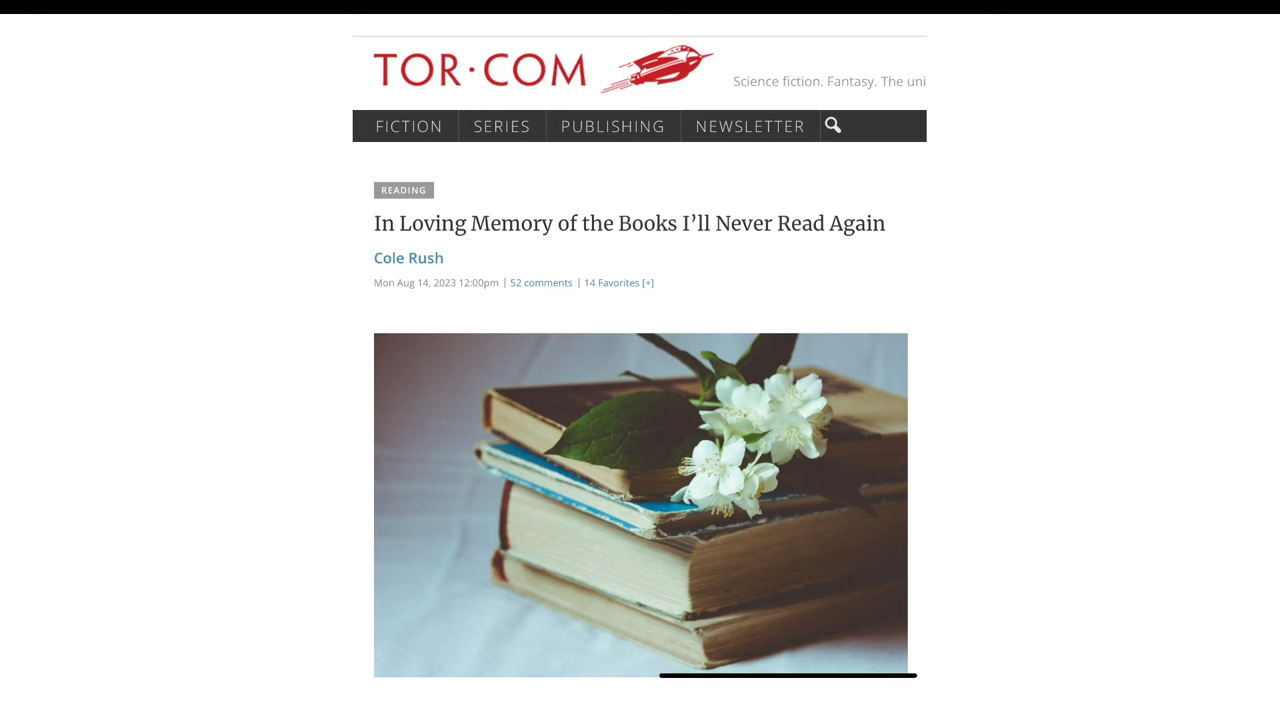 TOR·COM
Science fiction. Fantasy. The uni
FICTION SERIES PUBLISHING NEWSLETTER
READING
In Loving Memory of the Books I’ll Never Read Again
Cole Rush
Mon Aug 14, 2023 12:00pm | 52 comments | 14 Favorites [+]